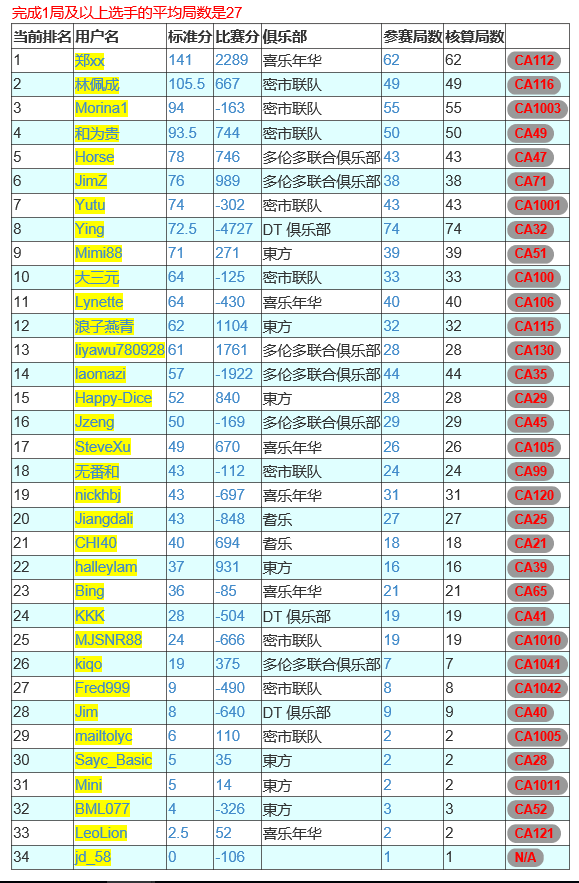 完成1局及以上选手的平均局数是27
当前排名 用户名 标准分 比赛分 俱乐部 参赛局数 核算局数
1 郑xx 141 2289 喜乐年华 62 62 CA112
2 林佩成 105.5 667 密市联队 49 49 CA116
3 Morina1 94 -163 密市联队 55 55 CA1003
4 和为贵 93.5 744 密市联队 50 50 CA49
5 Horse 78 746 多伦多联合俱乐部 43 43 CA47
6 JimZ 76 989 多伦多联合俱乐部 38 38 CA71
7 Yutu 74 -302 密市联队 43 43 CA1001
8 Ying 72.5 -4727 DT 俱乐部 74 74 CA32
9 Mimi88 71 271 東方 39 39 CA51
10 大三元 64 -125 密市联队 33 33 CA100
11 Lynette 64 -430 喜乐年华 40 40 CA106
12 浪子燕青 62 1104 東方 32 32 CA115
13 liyawu780928 61 1761 多伦多联合俱乐部 28 28 CA130
14 laomazi 57 -1922 多伦多联合俱乐部 44 44 CA35
15 Happy-Dice 52 840 東方 28 28 CA29
16 Jzeng 50 -169 多伦多联合俱乐部 29 29 CA45
17 SteveXu 49 670 喜乐年华 26 26 CA105
18 无番和 43 -112 密市联队 24 24 CA99
19 nickhbj 43 -697 喜乐年华 31 31 CA120
20 Jiangdali 43 -848 耆乐 27 27 CA25
21 CHI40 40 694 耆乐 18 18 CA21
22 halleylam 37 931 東方 16 16 CA39
23 Bing 36 -85 喜乐年华 21 21 CA65
24 KKK 28 -504 DT 俱乐部 19 19 CA41
25 MJSNR88 24 -666 密市联队 19 19 CA1010
26 kiqo 19 375 多伦多联合俱乐部 7 7 CA1041
27 Fred999 9 -490 密市联队 8 8 CA1042
28 Jim 8 -640 DT 俱乐部 9 9 CA40
29 mailtolyc 6 110 密市联队 2 2 CA1005
30 Sayc_Basic 5 35 東方 2 2 CA28
31 Mini 5 14 東方 2 2 CA1011
32 BML077 4 -326 東方 3 3 CA52
33 LeoLion 2.5 52 喜乐年华 2 2 CA121
34 jd_58 0 -106 1 1 N/A